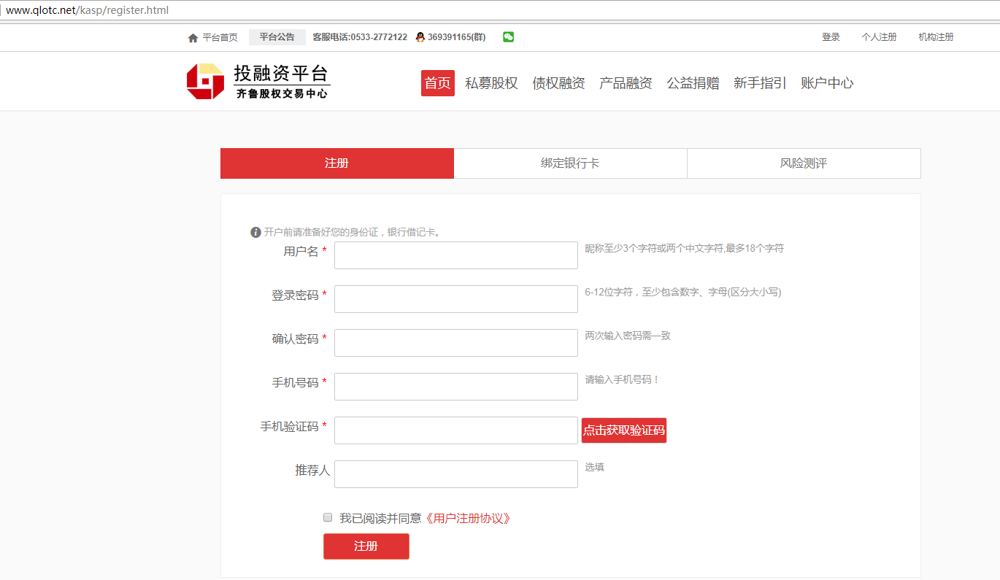 www.qlotc.net/kasp/register.html
平台首页 平台公告 客服电话:0533-2772122 369391165(群) 登录 个人注册 机构注册
投融资平台
齐鲁股权交易中心
首页 私募股权 债权融资 产品融资 公益捐赠 新手指引 账户中心
注册 绑定银行卡 风险测评
开户前请准备好您的身份证，银行借记卡。
用户名 * 昵称至少3个字符或两个中文字符,最多18个字符
登录密码 * 6-12位字符，至少包含数字、字母(区分大小写)
确认密码 * 两次输入密码需一致
手机号码 * 请输入手机号码！
手机验证码 * 点击获取验证码
推荐人 选填
我已阅读并同意《用户注册协议》
注册